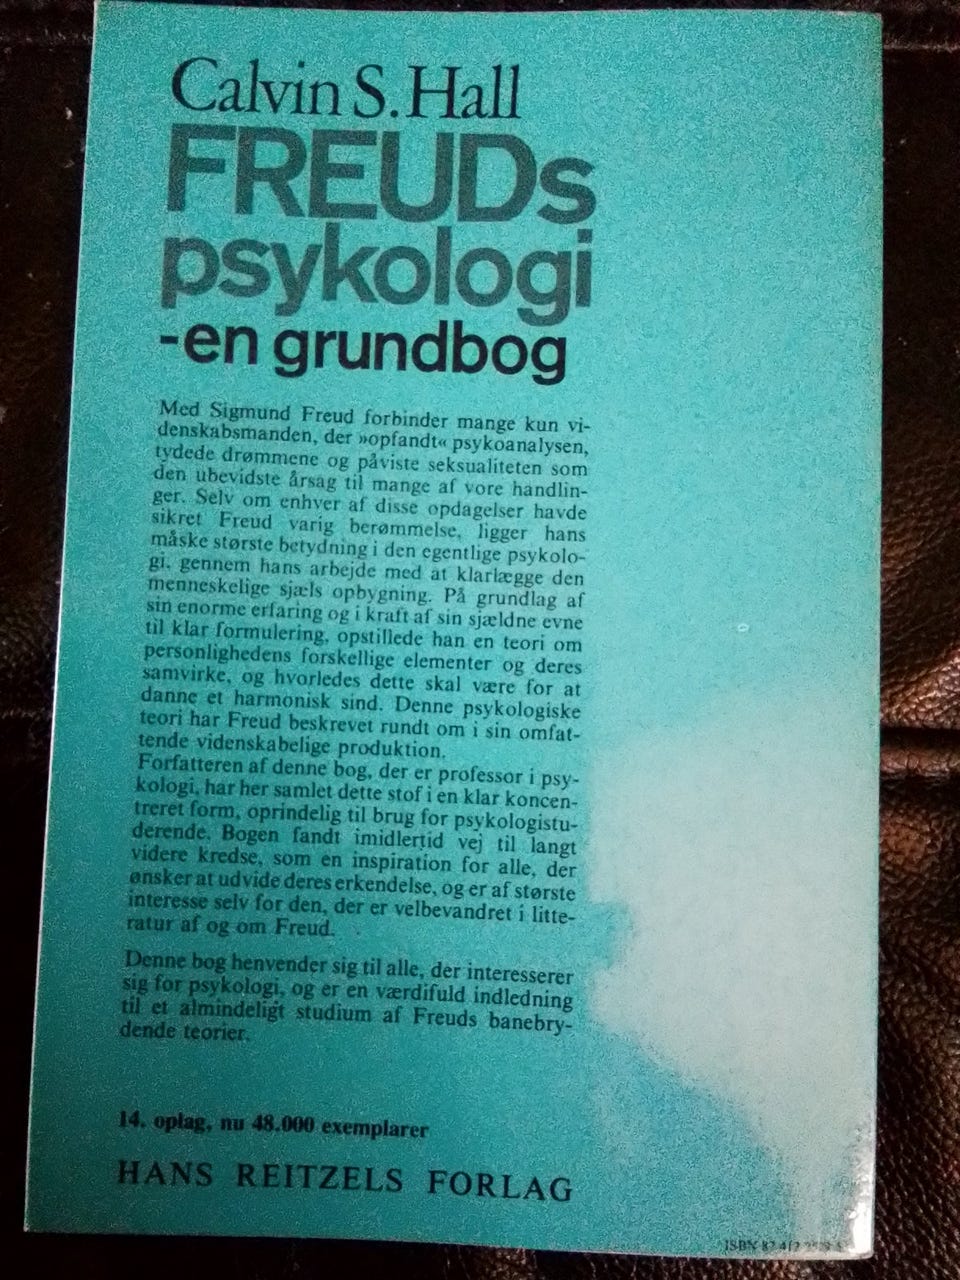 Calvin S. Hall
FREUDs
psykologi
-en grundbog
Med Sigmund Freud forbinder mange kun vi-
denskabsmanden, der »opfandt« psykoanalysen,
tydede drømmene og påviste seksualiteten som
den ubevidste årsag til mange af vore handlin-
ger. Selv om enhver af disse opdagelser havde
sikret Freud varig berømmelse, ligger hans
måske største betydning i den egentlige psykolo-
gi, gennem hans arbejde med at klarlægge den
menneskelige sjæls opbygning. På grundlag af
sin enorme erfaring og i kraft af sin sjældne evne
til klar formulering, opstillede han en teori om
personlighedens forskellige elementer og deres
samvirke, og hvorledes dette skal være for at
danne et harmonisk sind. Denne psykologiske
teori har Freud beskrevet rundt om i sin omfat-
tende videnskabelige produktion.
Forfatteren af denne bog, der er professor i psy-
kologi, har her samlet dette stof i en klar koncen-
treret form, oprindelig til brug for psykologistu-
derende. Bogen fandt imidlertid vej til langt
videre kredse, som en inspiration for alle, der
ønsker at udvide deres erkendelse, og er af største
interesse selv for den, der er velbevandret i litte-
ratur af og om Freud.
Denne bog henvender sig til alle, der interesserer
sig for psykologi, og er en værdifuld indledning
til et almindeligt studium af Freuds banebry-
dende teorier.
14. oplag, nu 48.000 exemplarer
HANS REITZELS FORLAG
ISBN 87 412